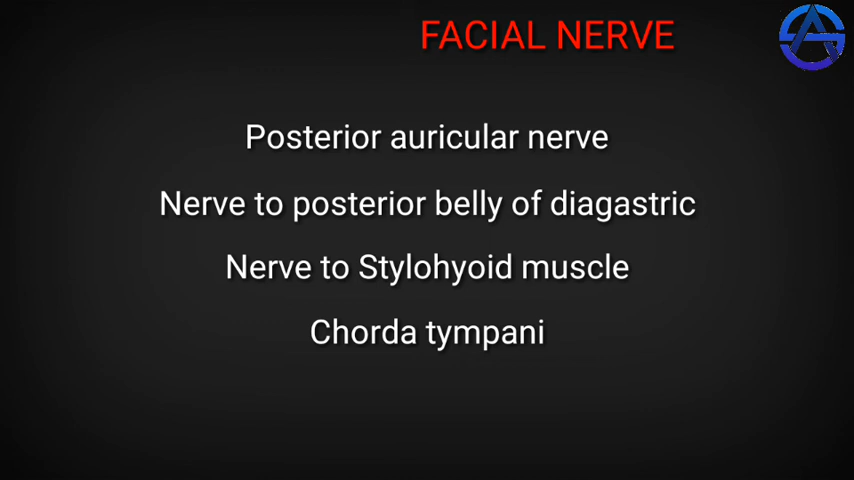 FACIAL NERVE
Posterior auricular nerve
Nerve to posterior belly of diagastric
Nerve to Stylohyoid muscle
Chorda tympani